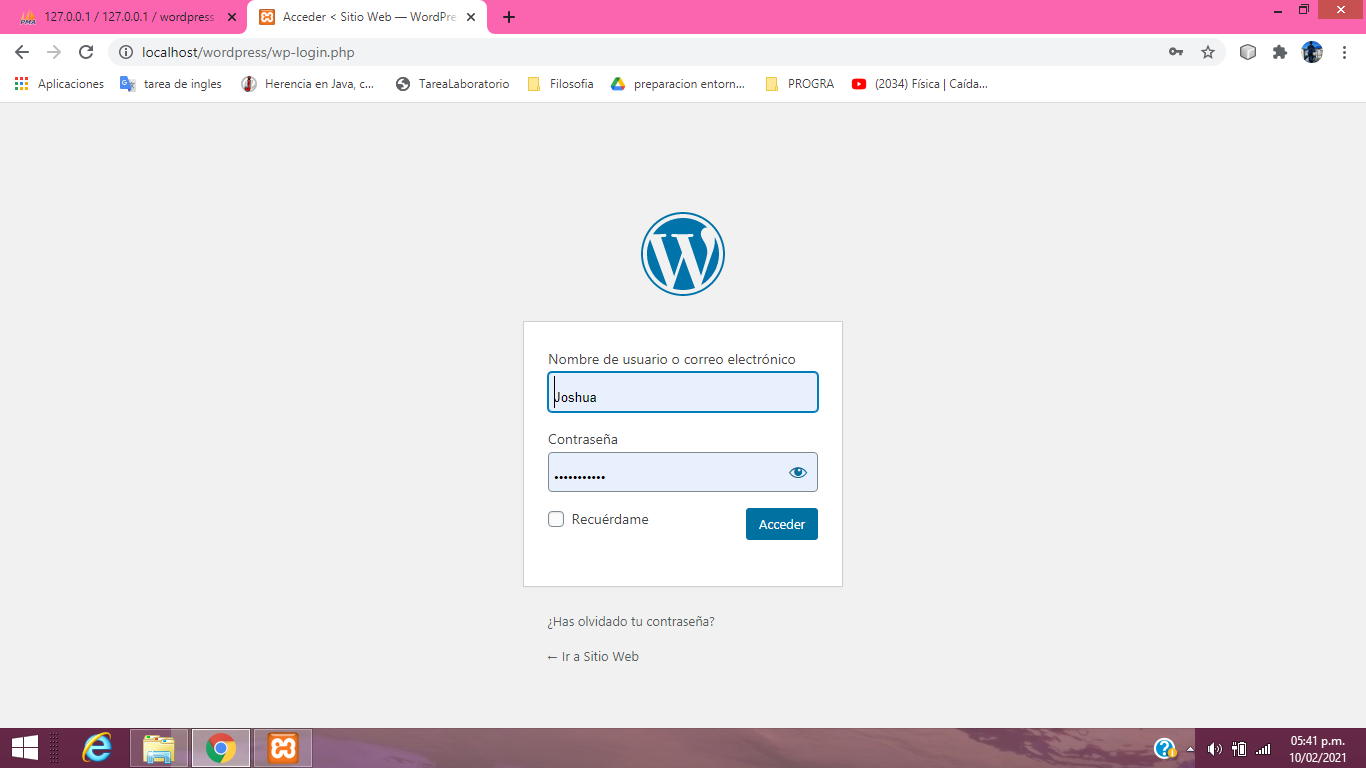 127.0.0.1 / 127.0.0.1 / wordpress
Acceder < Sitio Web — WordPre
localhost/wordpress/wp-login.php
Aplicaciones
tarea de ingles
Herencia en Java, c...
TareaLaboratorio
Filosofia
preparacion entorn...
PROGRA
(2034) Física | Caída...
Nombre de usuario o correo electrónico
Joshua
Contraseña
•••••••••••
Recuérdame
Acceder
¿Has olvidado tu contraseña?
← Ir a Sitio Web
05:41 p.m.
10/02/2021